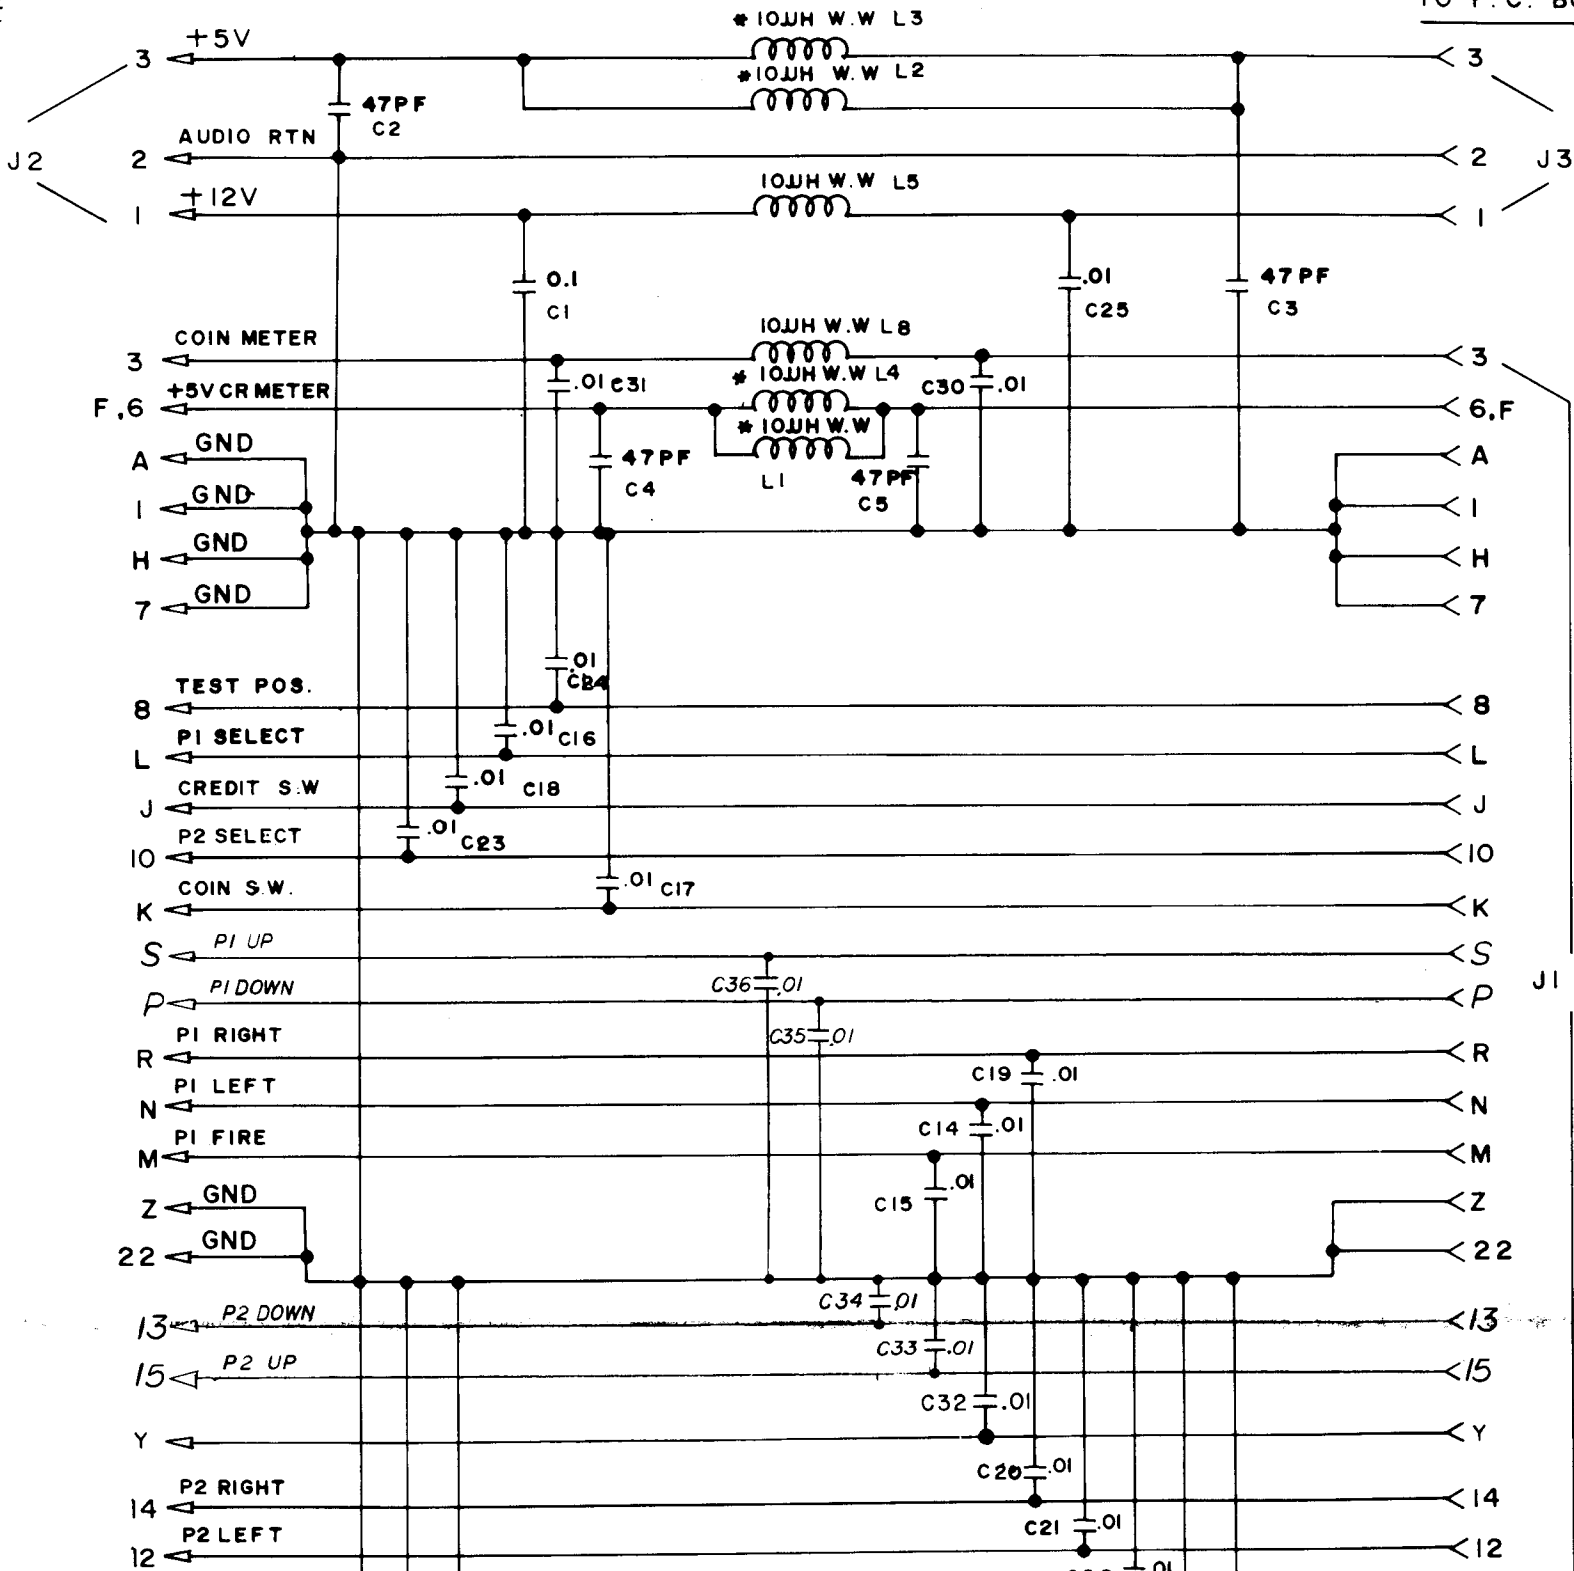 * 10µH W.W L3
3 +5V 3
* 10µH W.W L2
47PF
C2
AUDIO RTN
2 2
J2 J3
10µH W.W L5
+12V
1 1
0.1
C1
.01
C25
47PF
C3
COIN METER 10µH W.W L8
3 3
.01 C31 * 10µH W.W L4 C30 .01
+5V CR METER
F,6 6,F
* 10µH W.W
L1
47PF
C4
47PF
C5
A GND A
1 GND 1
H GND H
7 GND 7
.01
TEST POS.
8 8
P1 SELECT .01 C16
L L
.01 C18
CREDIT S.W
J J
.01 C23
P2 SELECT
10 10
COIN S.W. .01 C17
K K
S P1 UP S
C36 .01
P P1 DOWN P
J1
C35 .01
P1 RIGHT
R R
C19 .01
P1 LEFT
N N
C14 .01
P1 FIRE
M M
C15 .01
Z GND Z
22 GND 22
C34 .01
13 P2 DOWN 13
C33 .01
15 P2 UP 15
C32 .01
Y Y
C20 .01
P2 RIGHT
14 14
C21 .01
P2 LEFT
12 12
.01